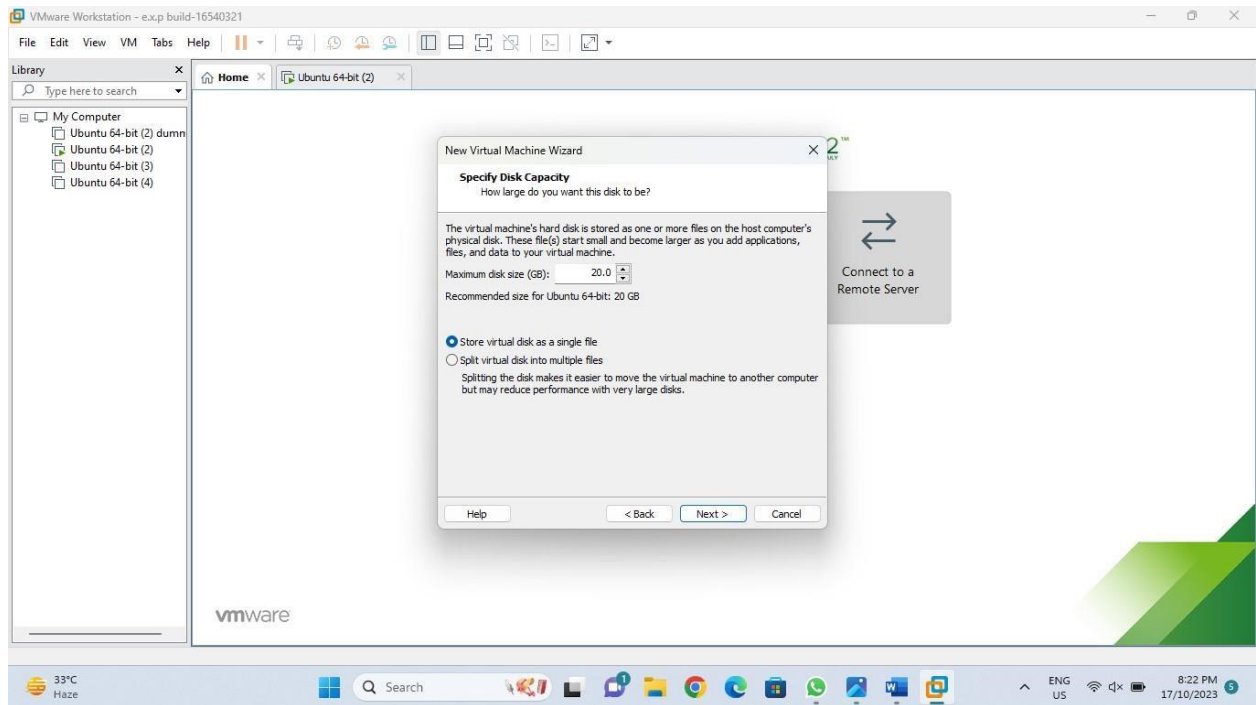 VMware Workstation - e.x.p build-16540321
File Edit View VM Tabs Help
Library
Type here to search
My Computer
Ubuntu 64-bit (2) dumm
Ubuntu 64-bit (2)
Ubuntu 64-bit (3)
Ubuntu 64-bit (4)
Home
Ubuntu 64-bit (2)
2™
New Virtual Machine Wizard
Specify Disk Capacity
How large do you want this disk to be?
The virtual machine's hard disk is stored as one or more files on the host computer's
physical disk. These file(s) start small and become larger as you add applications,
files, and data to your virtual machine.
Maximum disk size (GB): 20.0
Recommended size for Ubuntu 64-bit: 20 GB
Store virtual disk as a single file
Split virtual disk into multiple files
Splitting the disk makes it easier to move the virtual machine to another computer
but may reduce performance with very large disks.
Help < Back Next > Cancel
Connect to a
Remote Server
vmware
33°C
Haze
Search
1
ENG
US
8:22 PM
17/10/2023
5